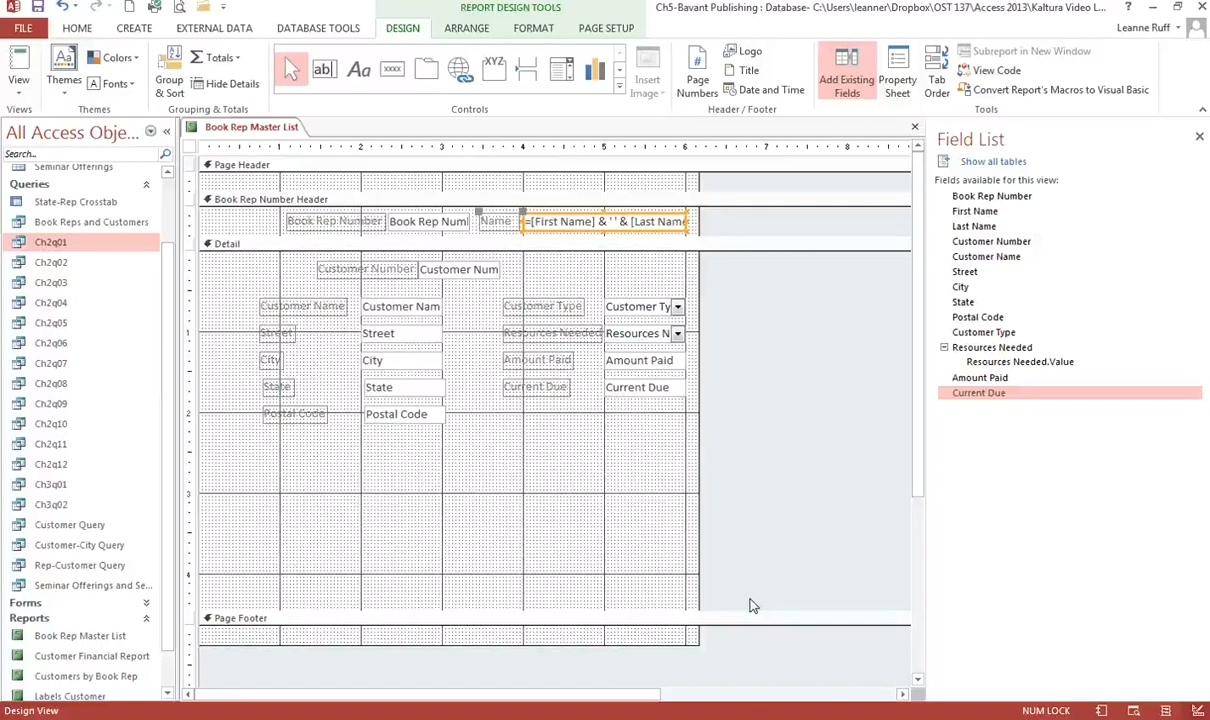 REPORT DESIGN TOOLS
Ch5-Bavant Publishing : Database- C:\Users\leanner\Dropbox\OST 137\Access 2013\Kaltura Video L...
FILE HOME CREATE EXTERNAL DATA DATABASE TOOLS DESIGN ARRANGE FORMAT PAGE SETUP
Leanne Ruff
View
Themes
Colors
Fonts
Group & Sort
Totals
Hide Details
Insert Image
Page Numbers
Logo
Title
Date and Time
Add Existing Fields
Property Sheet
Tab Order
Subreport in New Window
View Code
Convert Report's Macros to Visual Basic
Views Themes Grouping & Totals Controls Header / Footer Tools
All Access Obje...
Search...
Seminar Offerings
Queries
State-Rep Crosstab
Book Reps and Customers
Ch2q01
Ch2q02
Ch2q03
Ch2q04
Ch2q05
Ch2q06
Ch2q07
Ch2q08
Ch2q09
Ch2q10
Ch2q11
Ch2q12
Ch3q01
Ch3q02
Customer Query
Customer-City Query
Rep-Customer Query
Seminar Offerings and Se...
Forms
Reports
Book Rep Master List
Customer Financial Report
Customers by Book Rep
Labels Customer
Book Rep Master List
1 2 3 4 5 6 7 8
Page Header
Book Rep Number Header
Book Rep Number Book Rep Num Name =[First Name] & ' ' & [Last Name
Detail
Customer Number Customer Num
Customer Name Customer Nam Customer Type Customer Ty
1
Street Street Resources Needed Resources N
City City Amount Paid Amount Paid
State State Current Due Current Due
2
Postal Code Postal Code
3
4
Page Footer
Field List
Show all tables
Fields available for this view:
Book Rep Number
First Name
Last Name
Customer Number
Customer Name
Street
City
State
Postal Code
Customer Type
Resources Needed
Resources Needed.Value
Amount Paid
Current Due
Design View
NUM LOCK